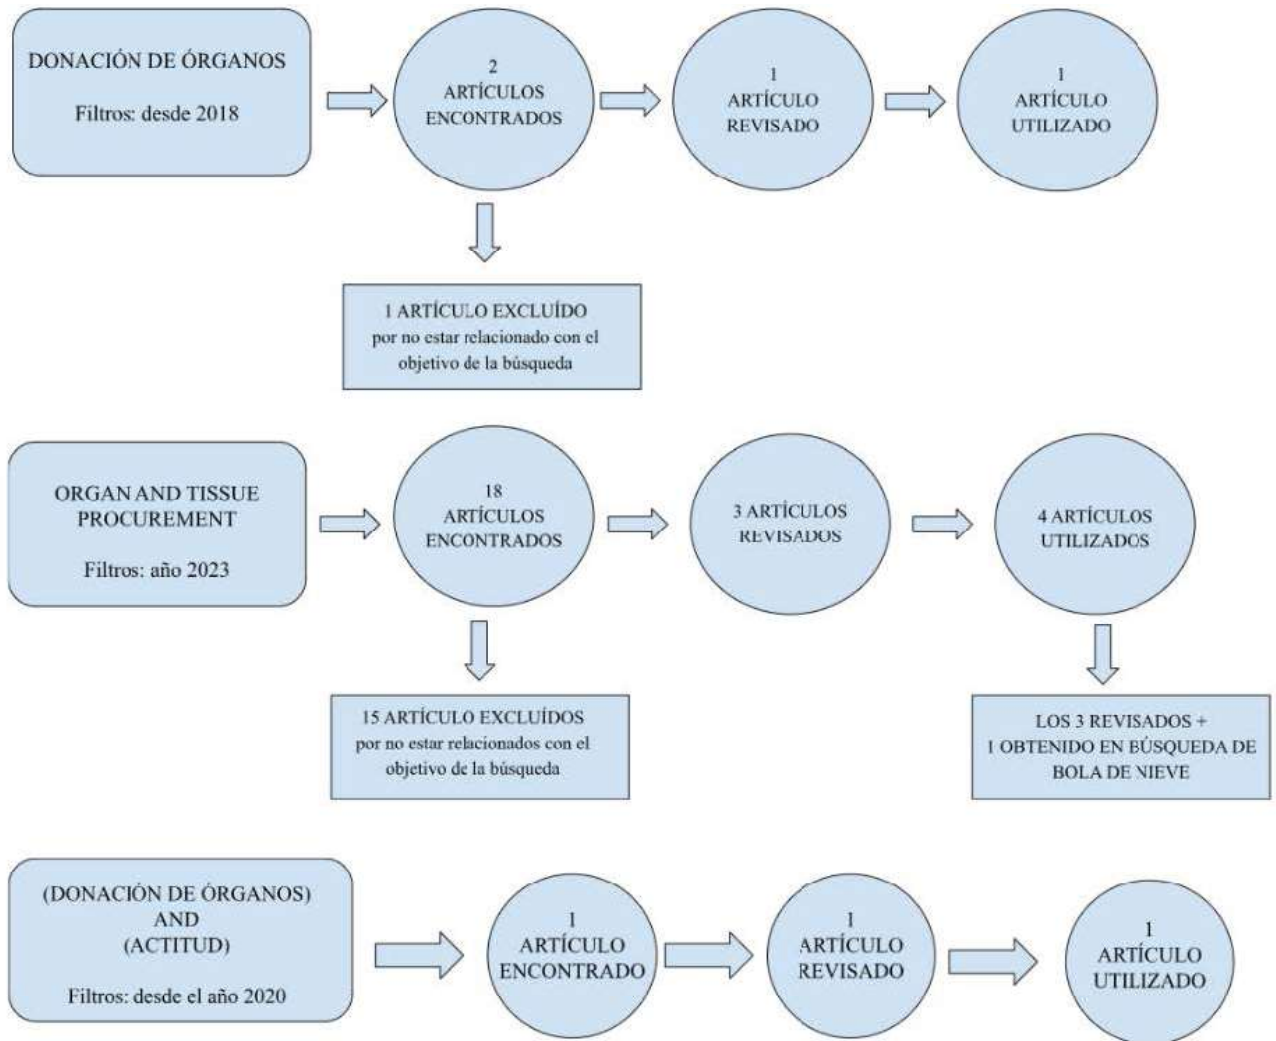 DONACIÓN DE ÓRGANOS
Filtros: desde 2018
2
ARTÍCULOS
ENCONTRADOS
1
ARTÍCULO
REVISADO
1
ARTÍCULO
UTILIZADO
1 ARTÍCULO EXCLUÍDO
por no estar relacionado con el
objetivo de la búsqueda
ORGAN AND TISSUE
PROCUREMENT
Filtros: año 2023
18
ARTÍCULOS
ENCONTRADOS
3 ARTÍCULOS
REVISADOS
4 ARTÍCULOS
UTILIZADOS
15 ARTÍCULO EXCLUÍDOS
por no estar relacionados con el
objetivo de la búsqueda
LOS 3 REVISADOS +
1 OBTENIDO EN BÚSQUEDA DE
BOLA DE NIEVE
(DONACIÓN DE ÓRGANOS)
AND
(ACTITUD)
Filtros: desde el año 2020
1
ARTÍCULO
ENCONTRADO
1
ARTÍCULO
REVISADO
1
ARTÍCULO
UTILIZADO